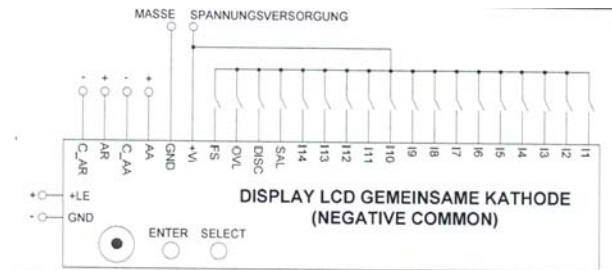 MASSE SPANNUNGSVERSORGUNG
- + - +
C_AR AR C_AA AA GND +Vi FS OVL DISC SAL I14 I13 I12 I11 I10 I9 I8 I7 I6 I5 I4 I3 I2 I1
+ +LE
- GND
DISPLAY LCD GEMEINSAME KATHODE
(NEGATIVE COMMON)
ENTER SELECT